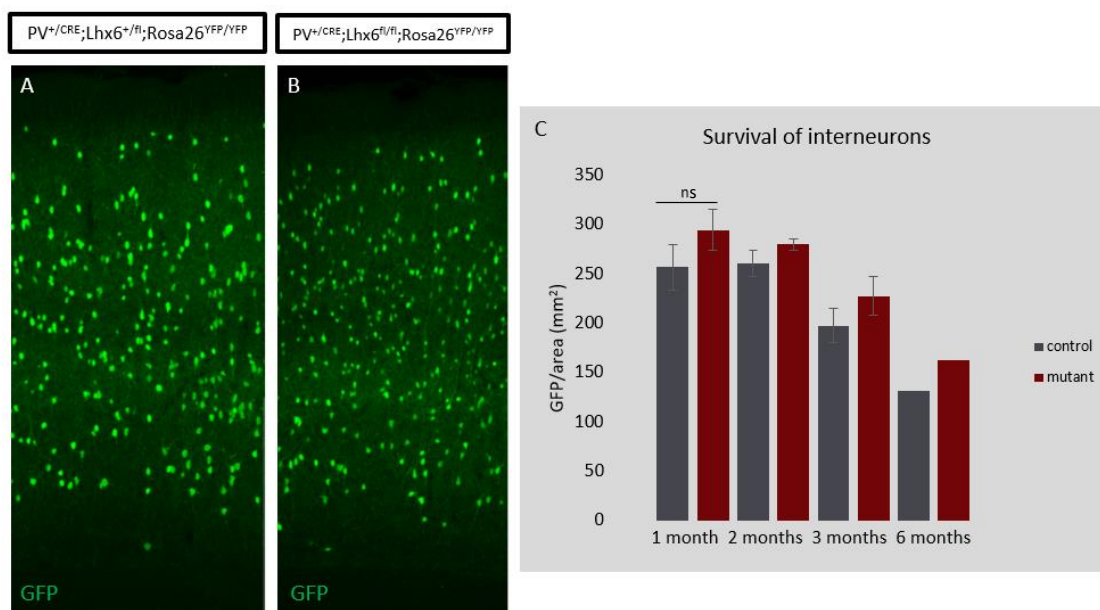 PV+/CRE;Lhx6+/fl;Rosa26YFP/YFP
PV+/CRE;Lhx6fl/fl;Rosa26YFP/YFP
A
B
GFP
GFP
C
Survival of interneurons
350
300
250
200
150
100
50
0
GFP/area (mm2)
ns
1 month 2 months 3 months 6 months
control
mutant